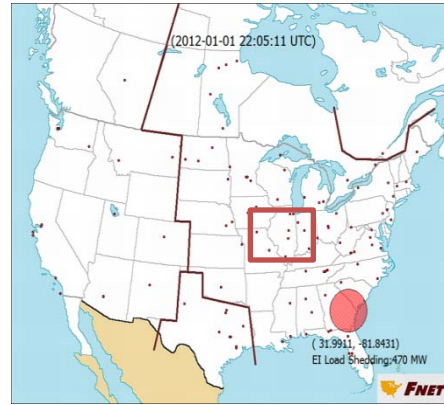 (2012-01-01 22:05:11 UTC)
( 31.9911, -81.8431)
EI Load Shedding:470 MW
FNET